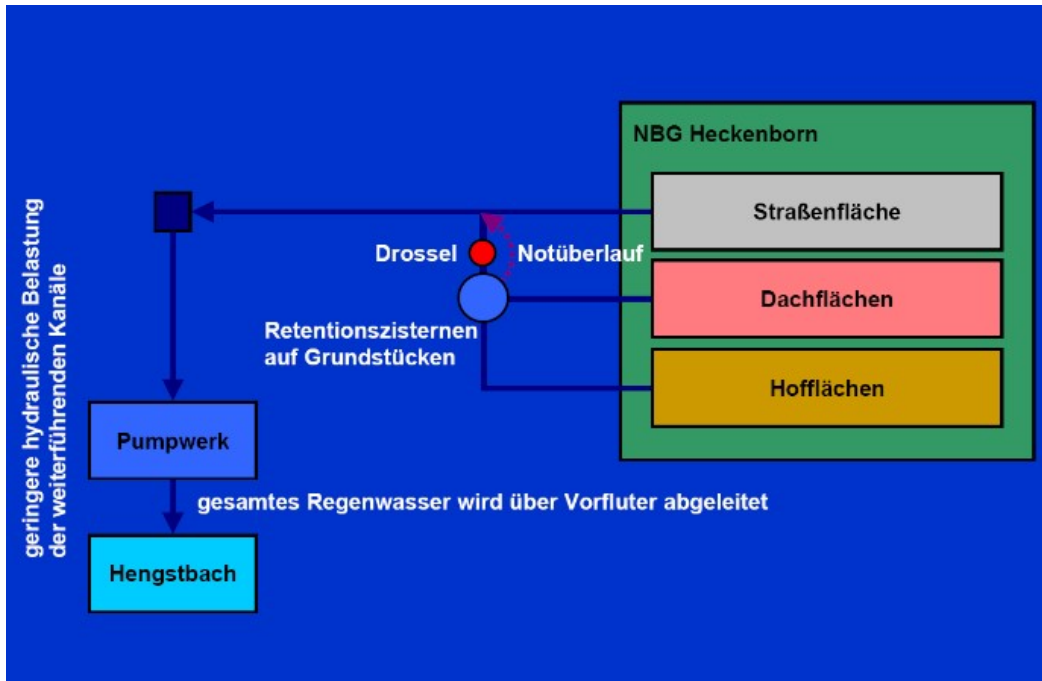 NBG Heckenborn
Straßenfläche
Drossel
Notüberlauf
Dachflächen
Retentionszisternen
auf Grundstücken
Hofflächen
geringere hydraulische Belastung
der weiterführenden Kanäle
Pumpwerk
gesamtes Regenwasser wird über Vorfluter abgeleitet
Hengstbach